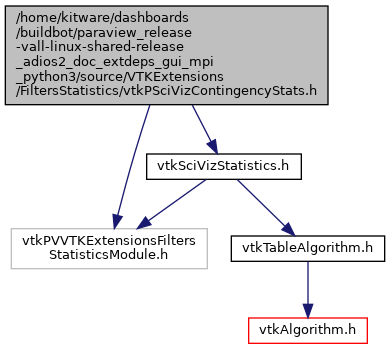 /home/kitware/dashboards
/buildbot/paraview_release
-vall-linux-shared-release
_adios2_doc_extdeps_gui_mpi
_python3/source/VTKExtensions
/FiltersStatistics/vtkPSciVizContingencyStats.h
vtkSciVizStatistics.h
vtkPVVTKExtensionsFilters
StatisticsModule.h
vtkTableAlgorithm.h
vtkAlgorithm.h